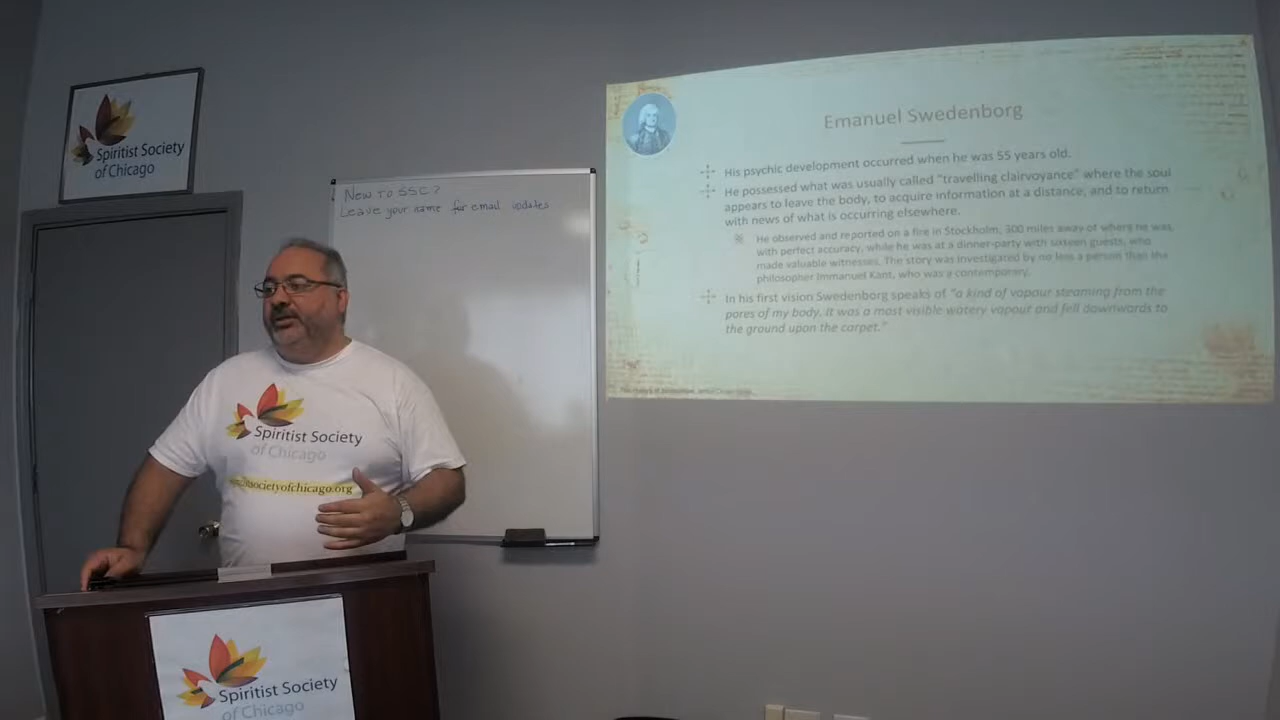 Spiritist Society
of Chicago
New to SSC?
Leave your name for email updates
Emanuel Swedenborg
His psychic development occurred when he was 55 years old.
He possessed what was usually called "travelling clairvoyance" where the soul
appears to leave the body, to acquire information at a distance, and to return
with news of what is occurring elsewhere.
He observed and reported on a fire in Stockholm, 300 miles away of where he was,
with perfect accuracy, while he was at a dinner-party with sixteen guests, who
made valuable witnesses. The story was investigated by no less a person than the
philosopher Immanuel Kant, who was a contemporary.
In his first vision Swedenborg speaks of "a kind of vapour steaming from the
pores of my body. It was a most visible watery vapour and fell downwards to
the ground upon the carpet."
Spiritist Society
of Chicago
societyofchicago.org
Spiritist Society
of Chicago